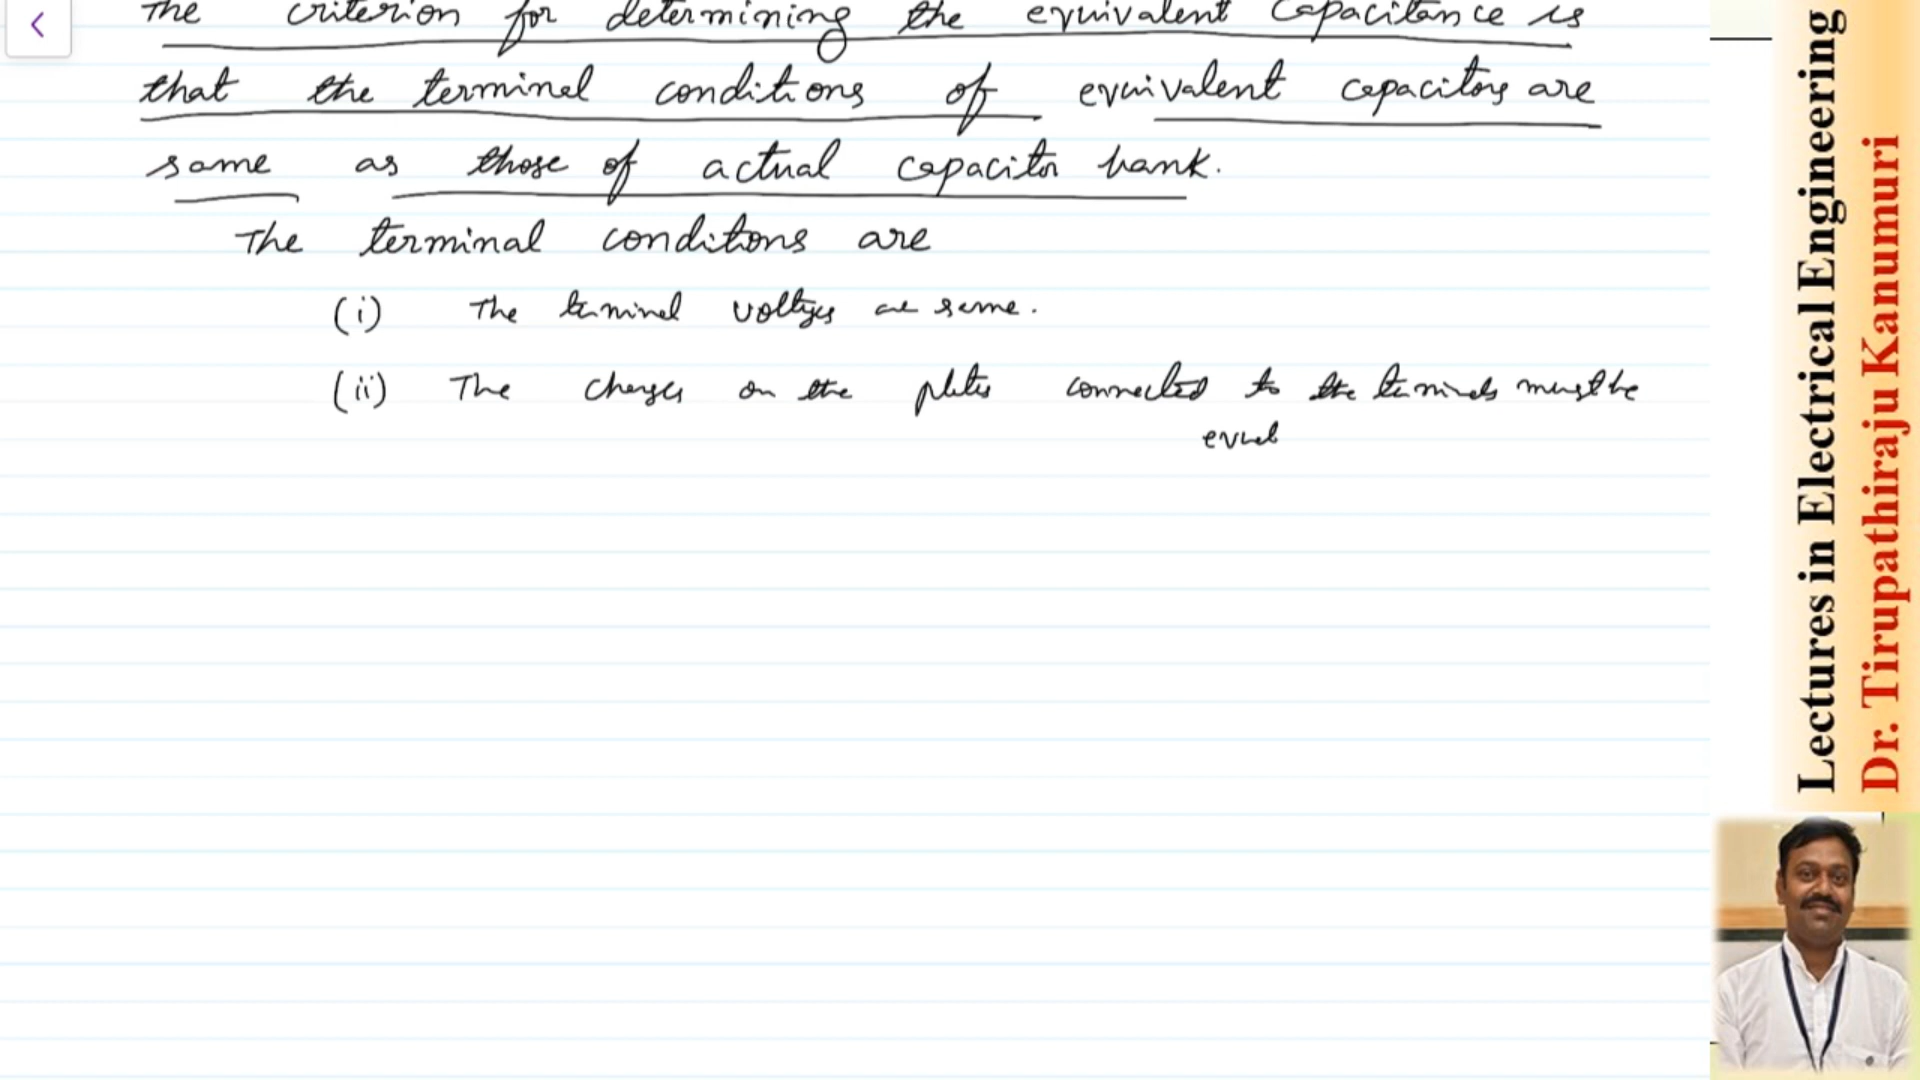 The criterion for determining the equivalent Capacitance is
that the terminal conditions of equivalent capacitors are
same as those of actual capacitor bank.
The terminal conditions are
(i) The terminal voltages are same.
(ii) The charges on the plates connected to the terminals must be
equal
Lectures in Electrical Engineering
Dr. Tirupathiraju Kanumuri